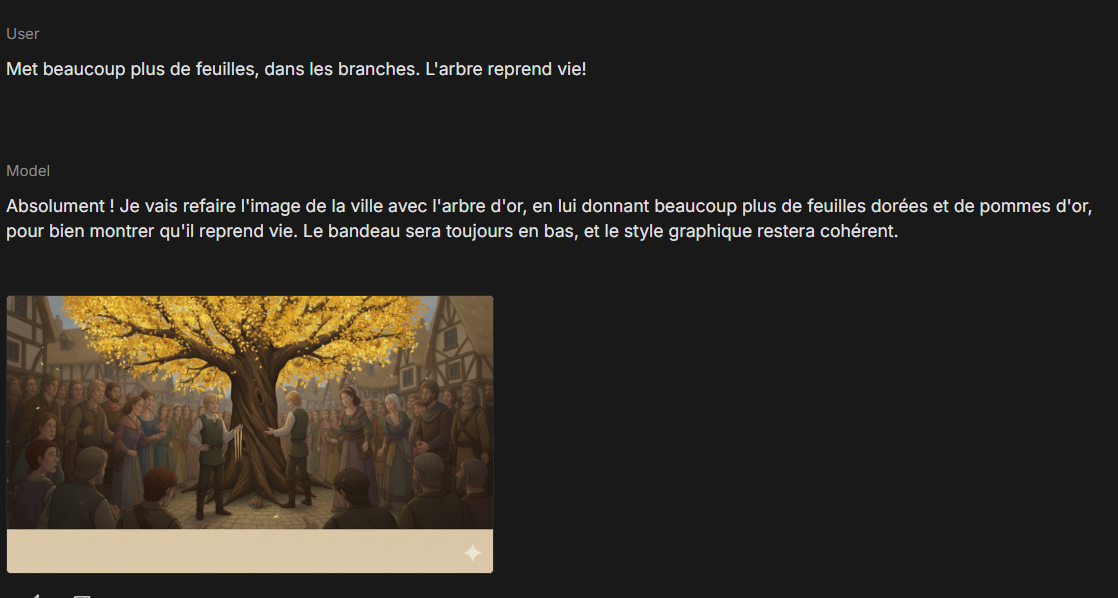 User
Met beaucoup plus de feuilles, dans les branches. L'arbre reprend vie!
Model
Absolument ! Je vais refaire l'image de la ville avec l'arbre d'or, en lui donnant beaucoup plus de feuilles dorées et de pommes d'or,
pour bien montrer qu'il reprend vie. Le bandeau sera toujours en bas, et le style graphique restera cohérent.